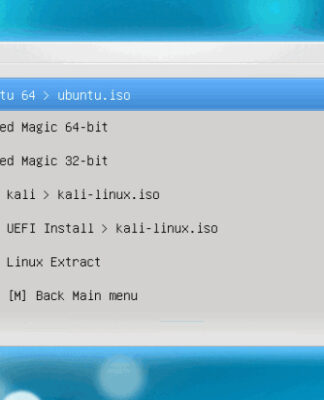 tu 64 > ubuntu.iso
ed Magic 64-bit
ed Magic 32-bit
kali > kali-linux.iso
UEFI Install > kali-linux.iso
Linux Extract
[M] Back Main menu